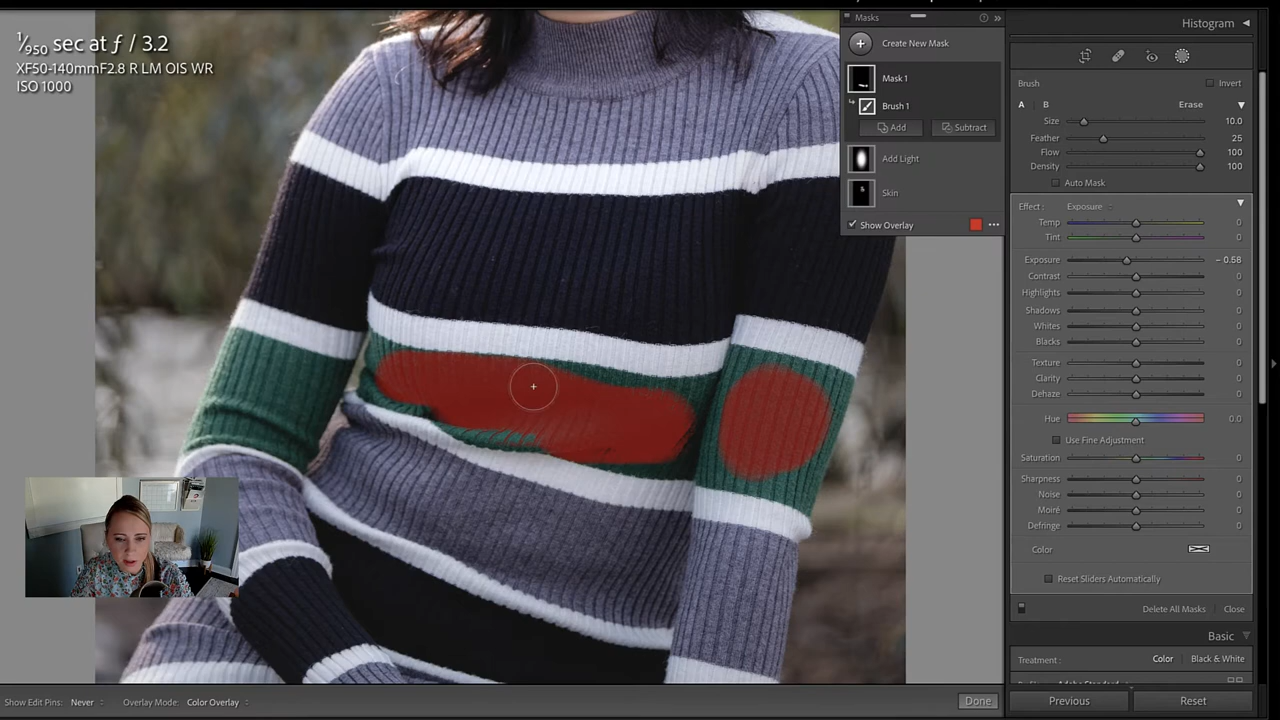 1/950 sec at ƒ / 3.2
XF50-140mmF2.8 R LM OIS WR
ISO 1000
Masks
Create New Mask
Mask 1
Brush 1
Add
Subtract
Add Light
Skin
Show Overlay
Histogram
Brush
Invert
A
B
Erase
Size
10.0
Feather
25
Flow
100
Density
100
Auto Mask
Effect :
Exposure
Temp
0
Tint
0
Exposure
– 0.58
Contrast
0
Highlights
0
Shadows
0
Whites
0
Blacks
0
Texture
0
Clarity
0
Dehaze
0
Hue
0.0
Use Fine Adjustment
Saturation
0
Sharpness
0
Noise
0
Moiré
0
Defringe
0
Color
Reset Sliders Automatically
Delete All Masks
Close
Basic
Treatment :
Color
Black & White
Previous
Reset
Show Edit Pins:
Never
Overlay Mode:
Color Overlay
Done